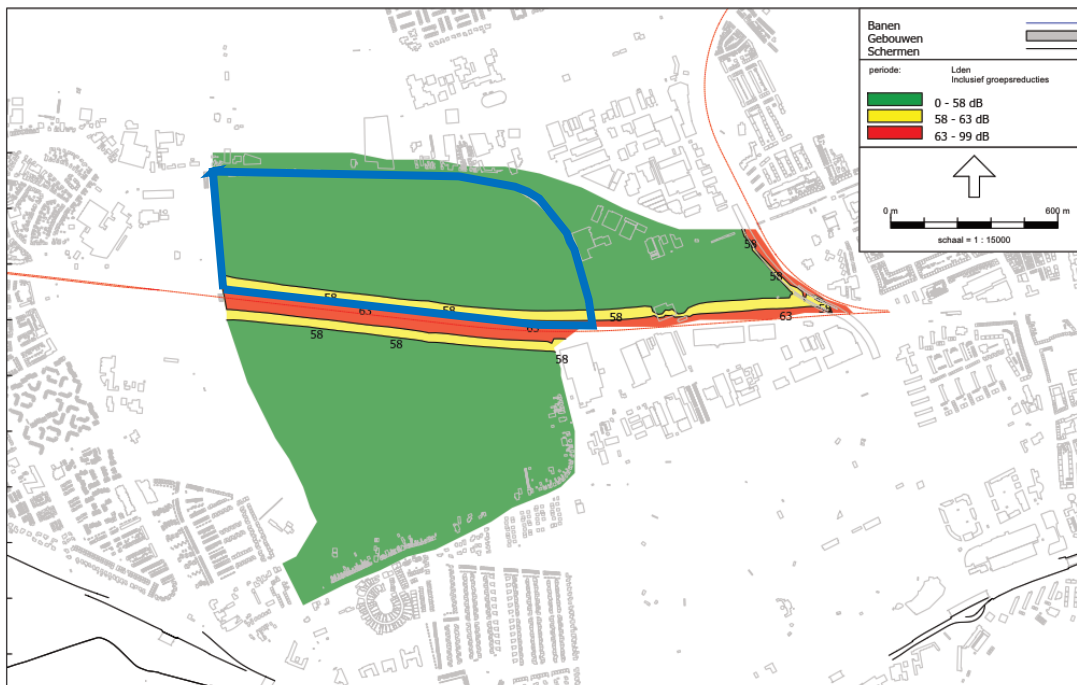 Banen
Gebouwen
Schermen
periode: Lden
Inclusief groepsreducties
0 - 58 dB
58 - 63 dB
63 - 99 dB
0 m 600 m
schaal = 1 : 15000
58
58
58
58
63
63
58
63
58
58
58